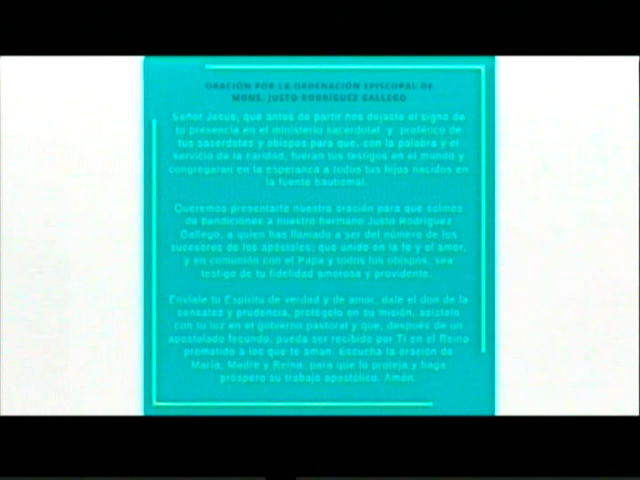 ORACIÓN POR LA ORDENACIÓN EPISCOPAL DE
MONS. JUSTO RODRÍGUEZ GALLEGO
Señor Jesús, que antes de partir nos dejaste el signo de
tu presencia en el ministerio sacerdotal y profético de
tus sacerdotes y obispos para que, con la palabra y el
servicio de la caridad, fueran tus testigos en el mundo y
congregaran en la esperanza a todos tus hijos nacidos en
la fuente bautismal.
Queremos presentarte nuestra oración para que colmes
de bendiciones a nuestro hermano Justo Rodríguez
Gallego, a quien has llamado a ser del número de los
sucesores de los apóstoles; que unido en la fe y el amor,
y en comunión con el Papa y todos los obispos, sea
testigo de tu fidelidad amorosa y providente.
Envíale tu Espíritu de verdad y de amor, dale el don de la
sensatez y prudencia, protégelo en su misión, asístelo
con tu luz en el gobierno pastoral y que, después de un
apostolado fecundo, pueda ser recibido por Ti en el Reino
prometido a los que te aman. Escucha la oración de
María, Madre y Reina, para que lo proteja y haga
próspero su trabajo apostólico. Amén.